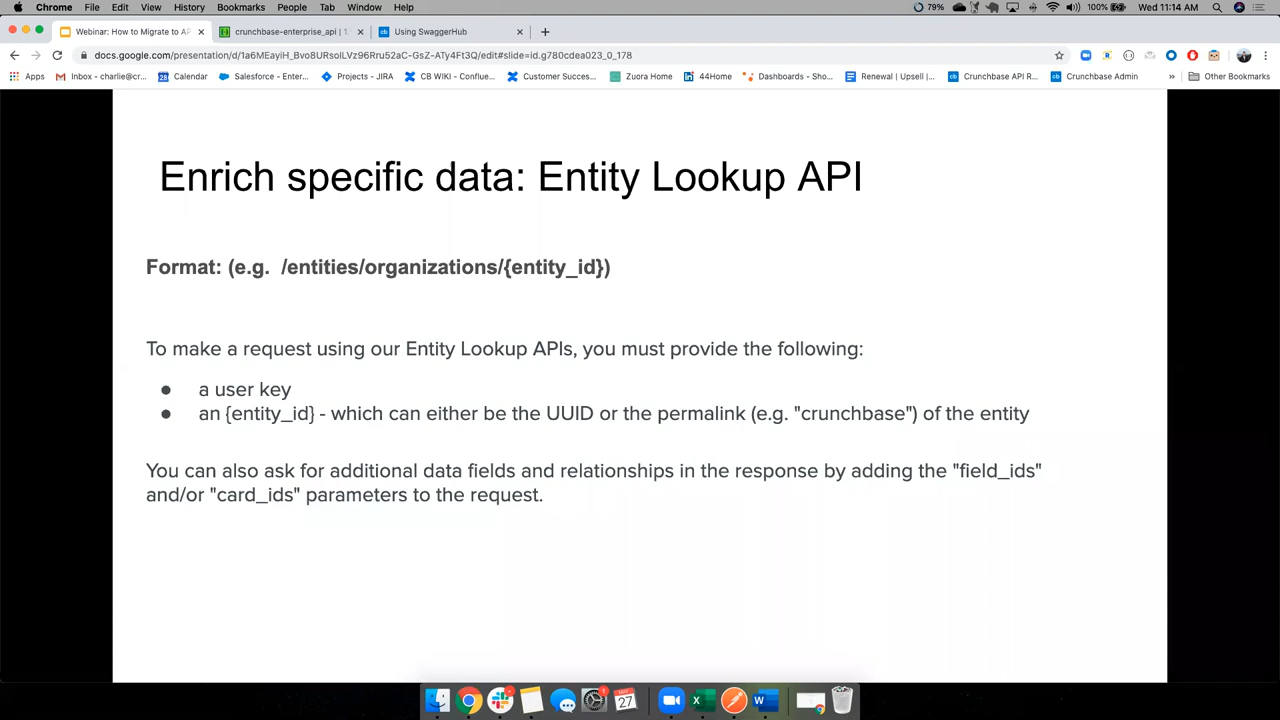 Chrome File Edit View History Bookmarks People Tab Window Help 79% 100% Wed 11:14 AM
Webinar: How to Migrate to AP crunchbase-enterprise_api | 1. Using SwaggerHub
docs.google.com/presentation/d/1a6MEayiH_Bvo8URsoiLVz96Rru52aC-GsZ-ATy4Ft3Q/edit#slide=id.g780cdea023_0_178
Apps Inbox - charlie@cr... Calendar Salesforce - Enter... Projects - JIRA CB WIKI - Conflue... Customer Succes... Zuora Home 44Home Dashboards - Sho... Renewal | Upsell |... Crunchbase API R... Crunchbase Admin » Other Bookmarks
Enrich specific data: Entity Lookup API
Format: (e.g. /entities/organizations/{entity_id})
To make a request using our Entity Lookup APIs, you must provide the following:
● a user key
● an {entity_id} - which can either be the UUID or the permalink (e.g. "crunchbase") of the entity
You can also ask for additional data fields and relationships in the response by adding the "field_ids"
and/or "card_ids" parameters to the request.